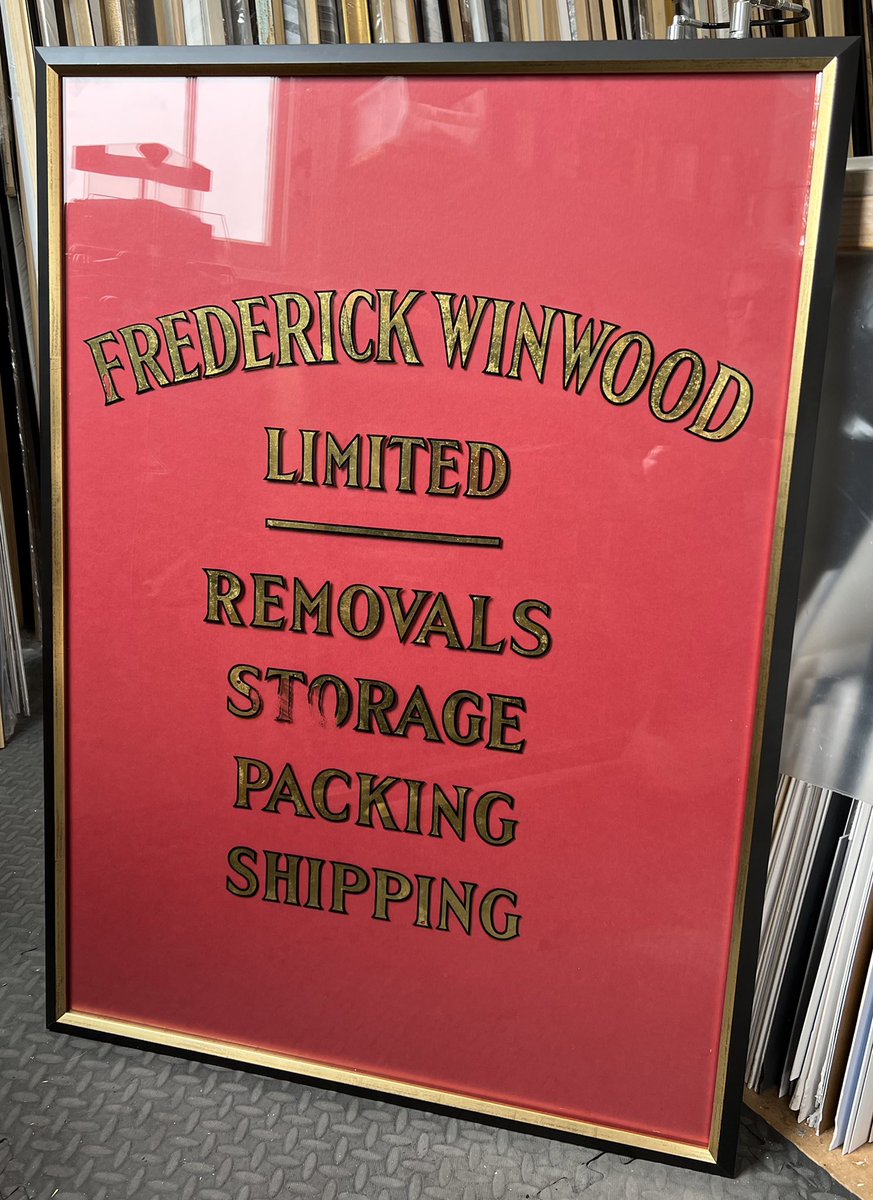 FREDERICK WINWOOD
LIMITED
REMOVALS
STORAGE
PACKING
SHIPPING